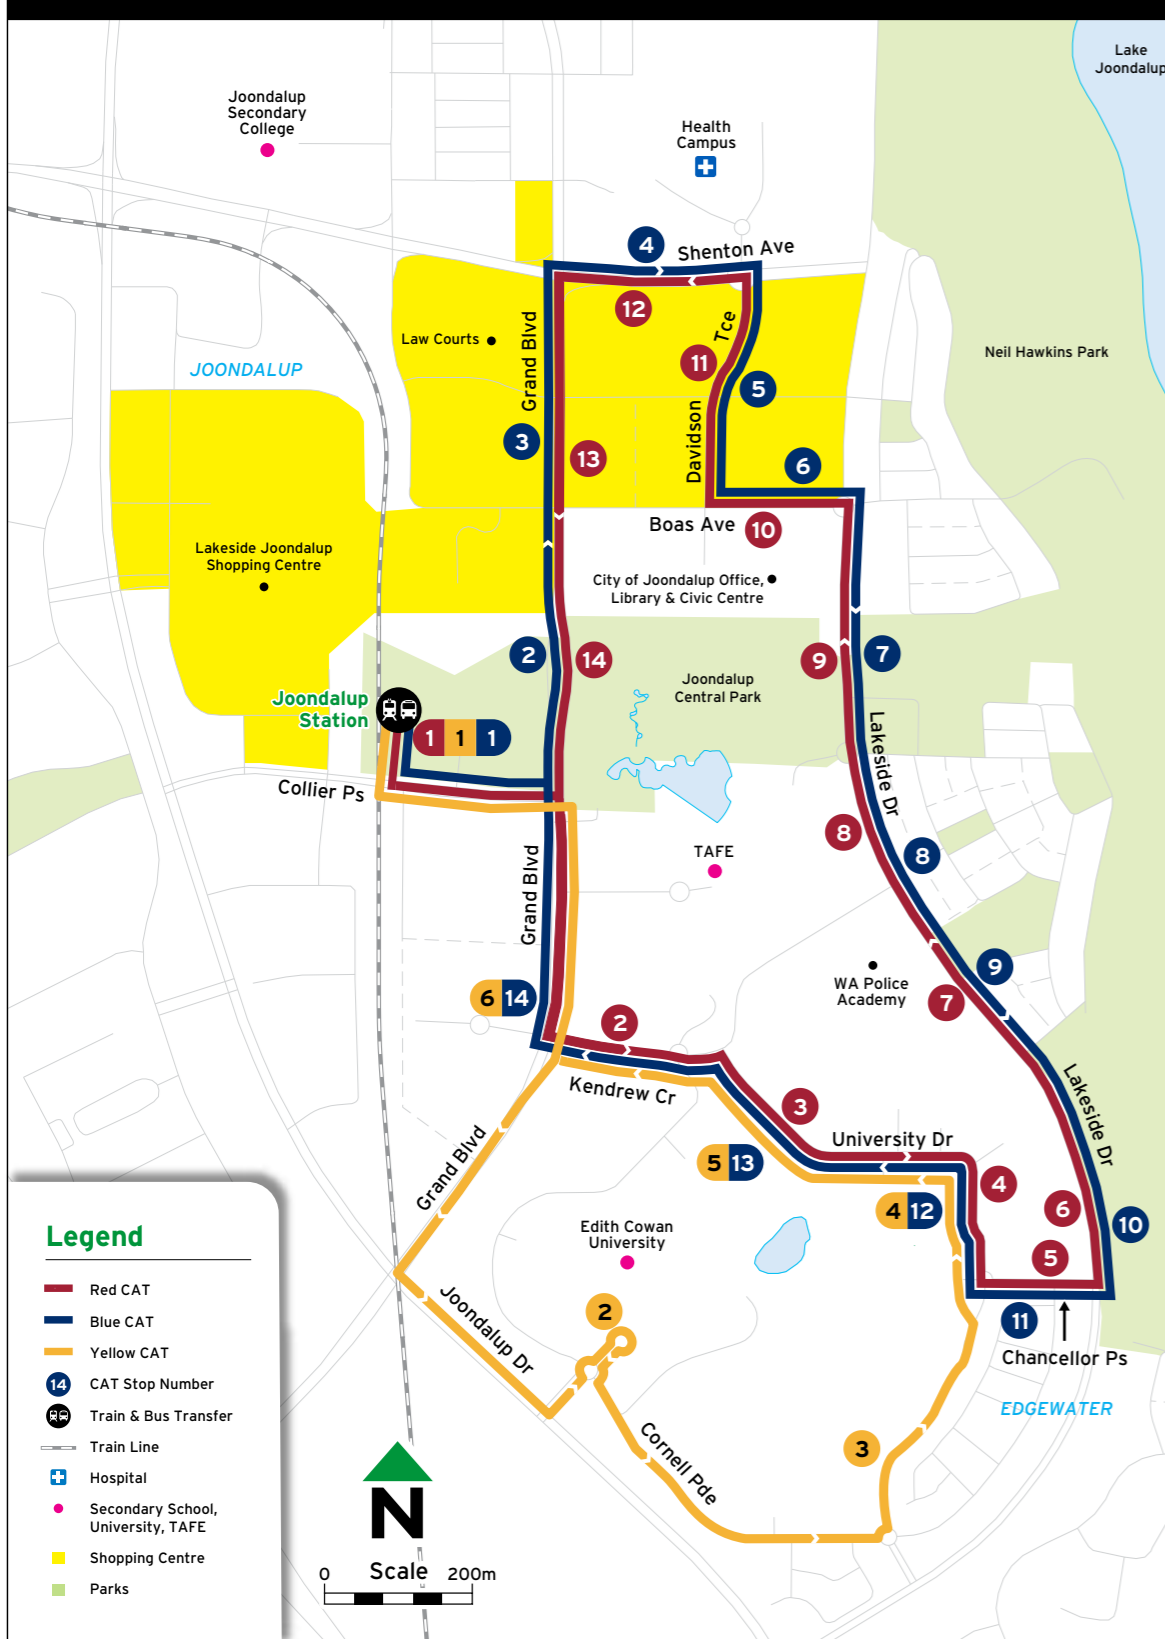 Lake
Joondalup
Joondalup
Secondary
College
Health
Campus
4
Shenton Ave
12
Grand Blvd
Tce
Law Courts
Neil Hawkins Park
JOONDALUP
11
5
Davidson
3
13
6
Boas Ave
10
Lakeside Joondalup
Shopping Centre
City of Joondalup Office,
Library & Civic Centre
2
14
9
7
Joondalup
Central Park
Joondalup
Station
1 1 1
Lakeside Dr
Collier Ps
8
8
TAFE
Grand Blvd
9
WA Police
Academy
6 14
7
2
Kendrew Cr
3
Lakeside Dr
University Dr
5 13
Grand Blvd
4
4 12
6
10
Edith Cowan
University
5
2
11
Joondalup Dr
Chancellor Ps
EDGEWATER
3
Cornell Pde
Legend
Red CAT
Blue CAT
Yellow CAT
14 CAT Stop Number
Train & Bus Transfer
Train Line
Hospital
Secondary School,
University, TAFE
Shopping Centre
Parks
N
Scale
0 200m